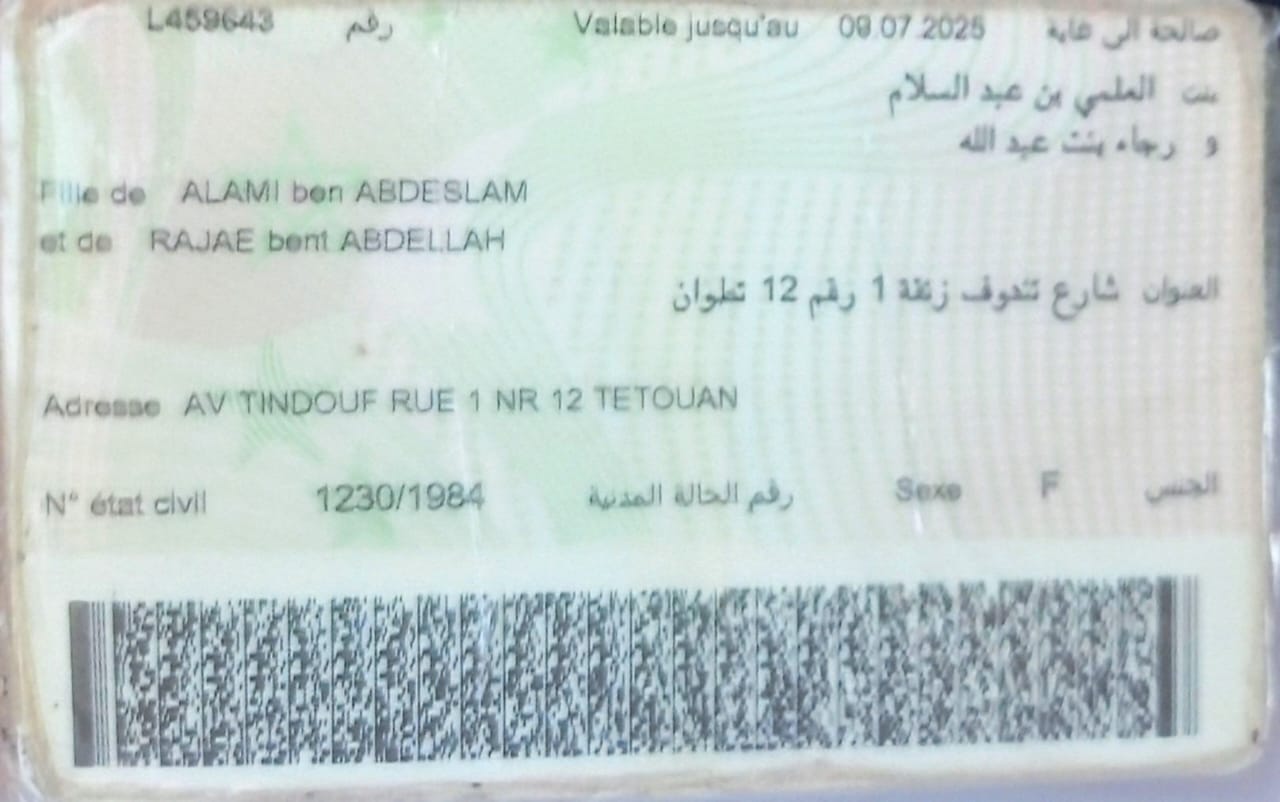 L459643 رقم Valable jusqu'au 09.07.2025 صالحة الى غاية
بنت العلمي بن عبد السلام
و رجاء بنت عبد الله
Fille de ALAMI ben ABDESLAM
et de RAJAE bent ABDELLAH
العنوان شارع تندوف زنقة 1 رقم 12 تطوان
Adresse AV TINDOUF RUE 1 NR 12 TETOUAN
N° état civil 1230/1984 رقم الحالة المدنية Sexe F الجنس